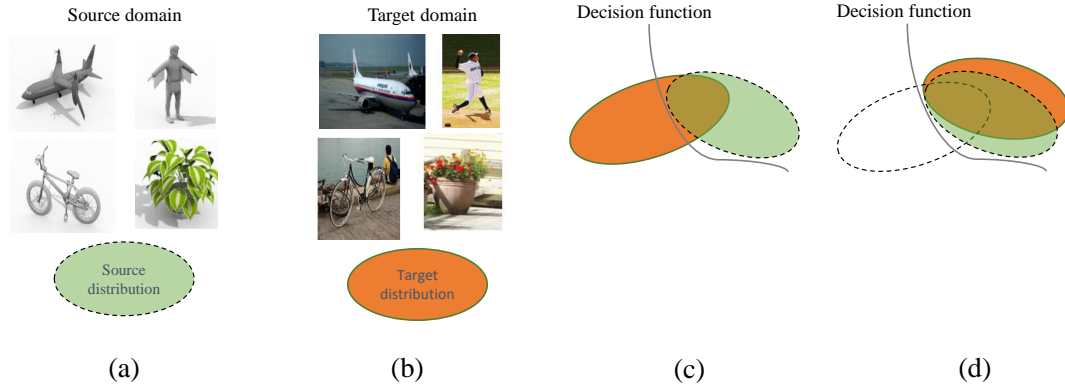 Source domain
Target domain
Decision function
Decision function
Source
distribution
Target
distribution
(a)
(b)
(c)
(d)